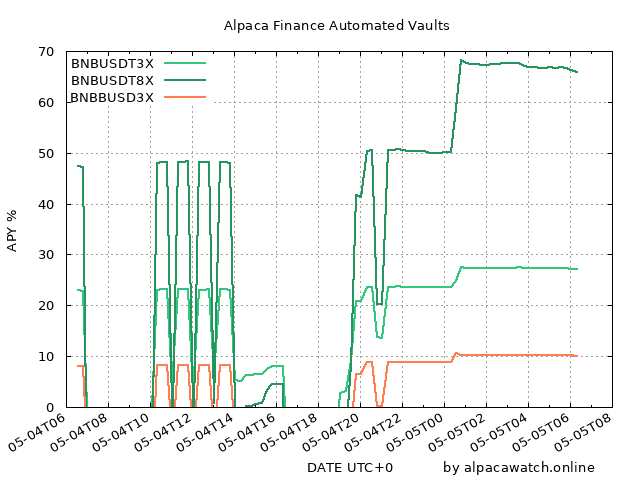 Alpaca Finance Automated Vaults
70
60
50
40
30
20
10
0
APY %
BNBUSDT3X
BNBUSDT8X
BNBBUSD3X
05-04T06
05-04T08
05-04T10
05-04T12
05-04T14
05-04T16
05-04T18
05-04T20
05-04T22
05-05T00
05-05T02
05-05T04
05-05T06
05-05T08
DATE UTC+0
by alpacawatch.online